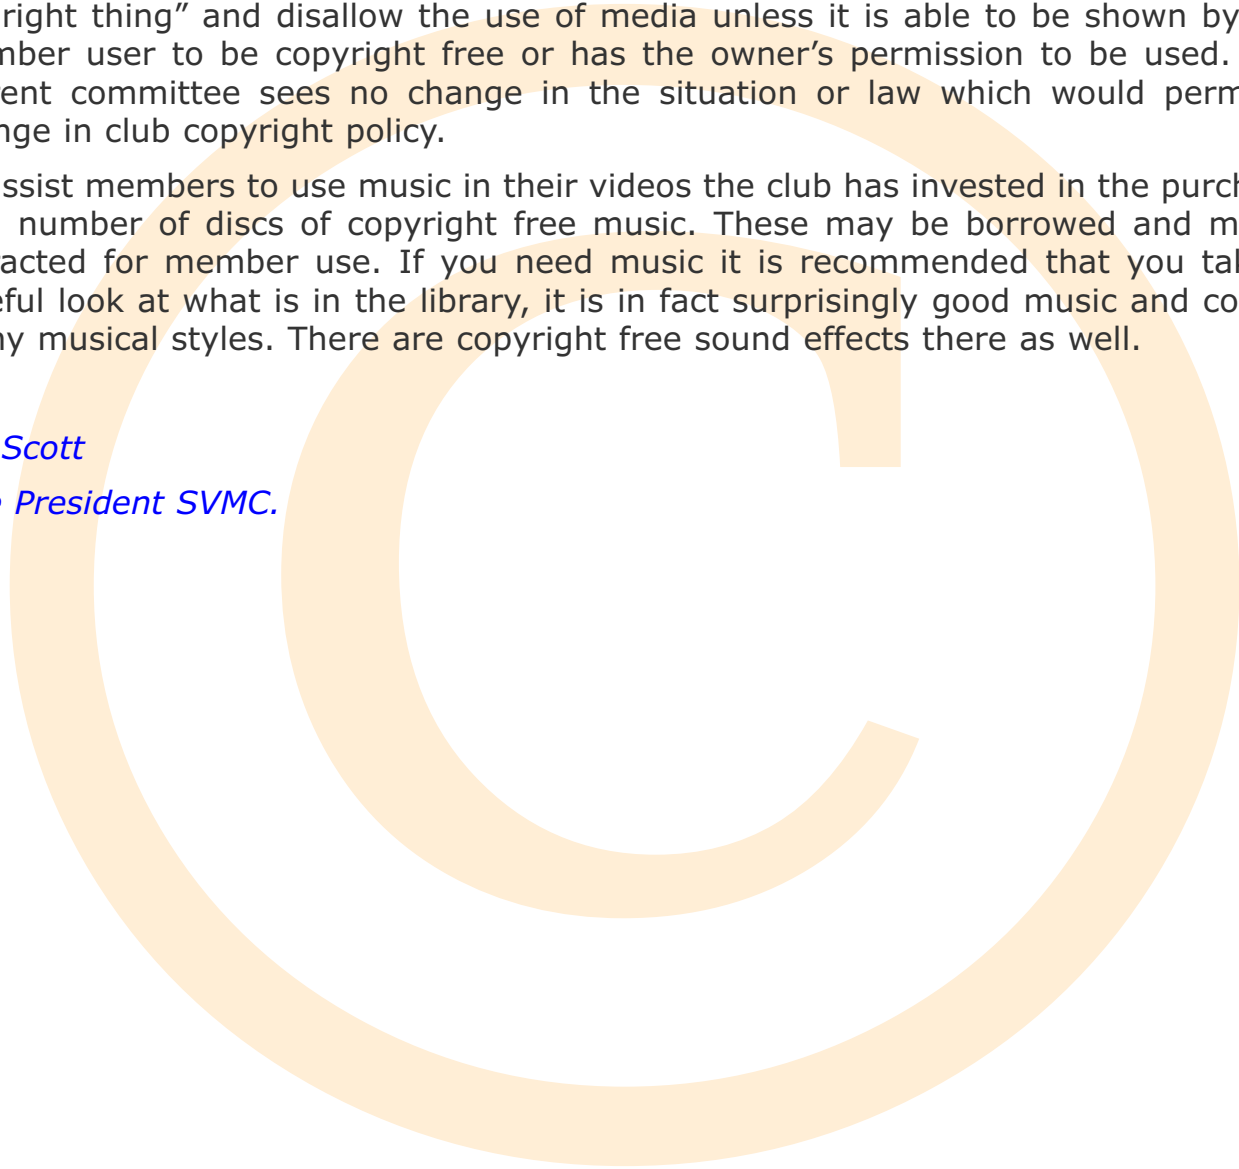 right thing” and disallow the use of media unless it is able to be shown by
mber user to be copyright free or has the owner’s permission to be used.
rent committee sees no change in the situation or law which would perm
nge in club copyright policy.
ssist members to use music in their videos the club has invested in the purch
number of discs of copyright free music. These may be borrowed and m
racted for member use. If you need music it is recommended that you tak
eful look at what is in the library, it is in fact surprisingly good music and co
ny musical styles. There are copyright free sound effects there as well.
Scott
President SVMC.
C